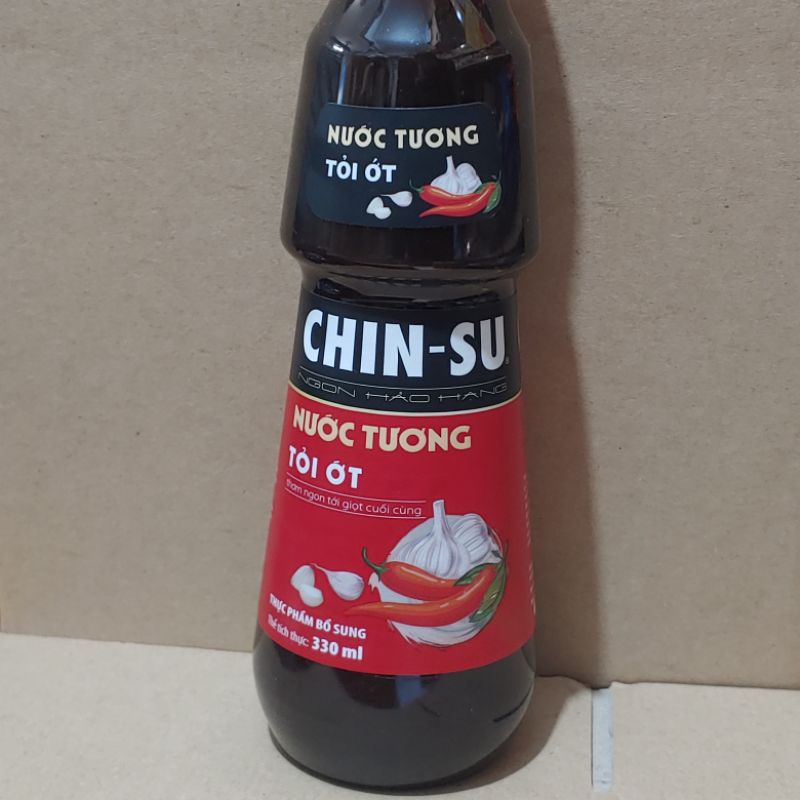 NƯỚC TƯƠNG
TỎI ỚT
CHIN-SU
NGON HẢO HẠNG
NƯỚC TƯƠNG
TỎI ỚT
thơm ngon tới giọt cuối cùng
THỰC PHẨM BỔ SUNG
Thể tích thực: 330 ml